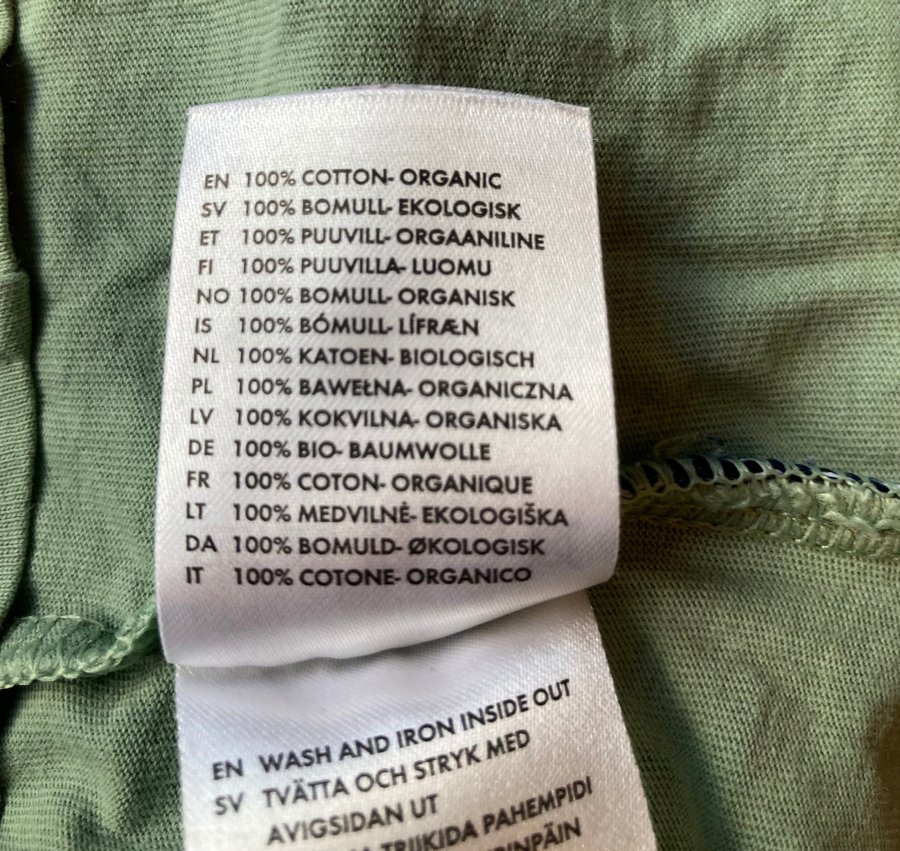 EN 100% COTTON- ORGANIC
SV 100% BOMULL- EKOLOGISK
ET 100% PUUVILL- ORGAANILINE
FI 100% PUUVILLA- LUOMU
NO 100% BOMULL- ORGANISK
IS 100% BÓMULL- LÍFRÆN
NL 100% KATOEN- BIOLOGISCH
PL 100% BAWEŁNA- ORGANICZNA
LV 100% KOKVILNA- ORGANISKA
DE 100% BIO- BAUMWOLLE
FR 100% COTON- ORGANIQUE
LT 100% MEDVILNĖ- EKOLOGIŠKA
DA 100% BOMULD- ØKOLOGISK
IT 100% COTONE- ORGANICO
EN WASH AND IRON INSIDE OUT
SV TVÄTTA OCH STRYK MED
AVIGSIDAN UT
TRIIKIDA PAHEMPIDI